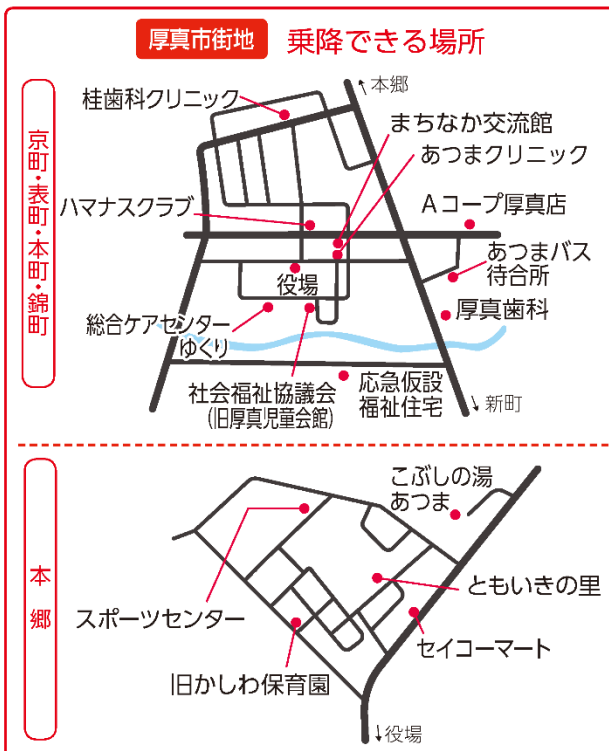 厚真市街地 乗降できる場所
京町・表町・本町・錦町
↑本郷
桂歯科クリニック
まちなか交流館
あつまクリニック
ハマナスクラブ
Aコープ厚真店
あつまバス
待合所
役場
厚真歯科
総合ケアセンター
ゆくり
社会福祉協議会
(旧厚真児童会館)
応急仮設
福祉住宅
↓新町
本郷
こぶしの湯
あつま
ともいきの里
スポーツセンター
セイコーマート
旧かしわ保育園
↓役場